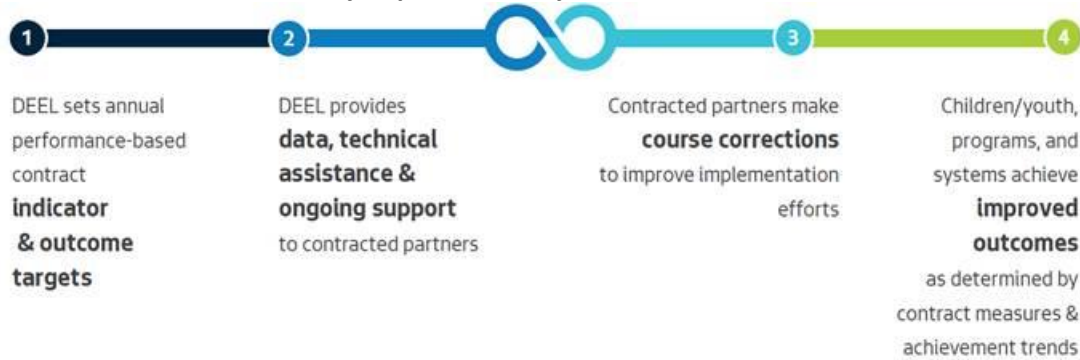 1
2
3
4
DEEL sets annual
performance-based
contract
indicator
& outcome
targets
DEEL provides
data, technical
assistance &
ongoing support
to contracted partners
Contracted partners make
course corrections
to improve implementation
efforts
Children/youth,
programs, and
systems achieve
improved
outcomes
as determined by
contract measures &
achievement trends